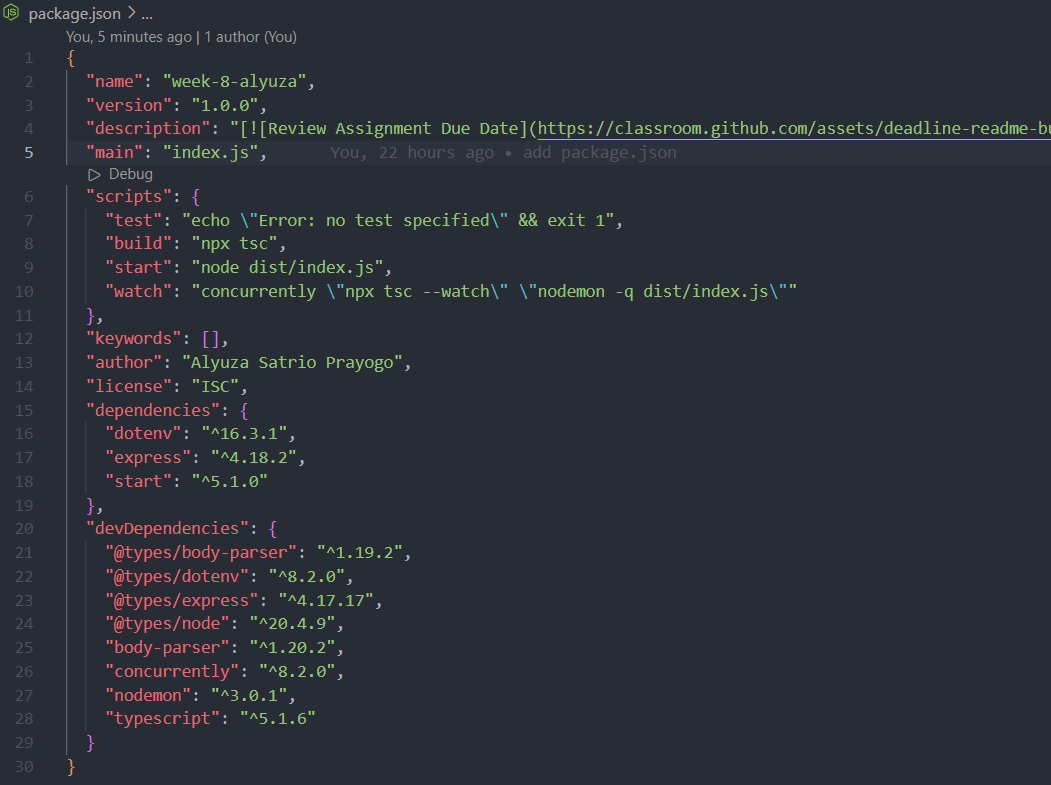 package.json > ...
You, 5 minutes ago | 1 author (You)
1 {
2 "name": "week-8-alyuza",
3 "version": "1.0.0",
4 "description": "[![Review Assignment Due Date](https://classroom.github.com/assets/deadline-readme-bu
5 "main": "index.js", You, 22 hours ago • add package.json
Debug
6 "scripts": {
7 "test": "echo \"Error: no test specified\" && exit 1",
8 "build": "npx tsc",
9 "start": "node dist/index.js",
10 "watch": "concurrently \"npx tsc --watch\" \"nodemon -q dist/index.js\""
11 },
12 "keywords": [],
13 "author": "Alyuza Satrio Prayogo",
14 "license": "ISC",
15 "dependencies": {
16 "dotenv": "^16.3.1",
17 "express": "^4.18.2",
18 "start": "^5.1.0"
19 },
20 "devDependencies": {
21 "@types/body-parser": "^1.19.2",
22 "@types/dotenv": "^8.2.0",
23 "@types/express": "^4.17.17",
24 "@types/node": "^20.4.9",
25 "body-parser": "^1.20.2",
26 "concurrently": "^8.2.0",
27 "nodemon": "^3.0.1",
28 "typescript": "^5.1.6"
29 }
30 }